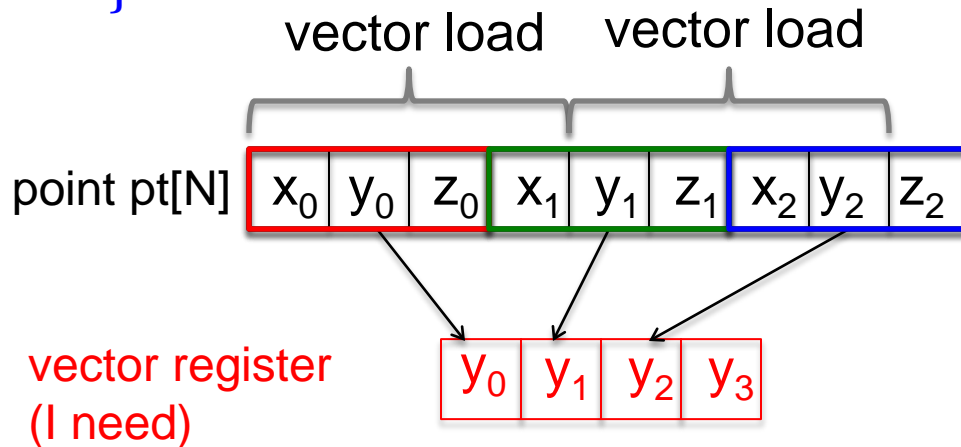 }
vector load vector load
point pt[N] x₀ y₀ z₀ x₁ y₁ z₁ x₂ y₂ z₂
vector register y₀ y₁ y₂ y₃
(I need)